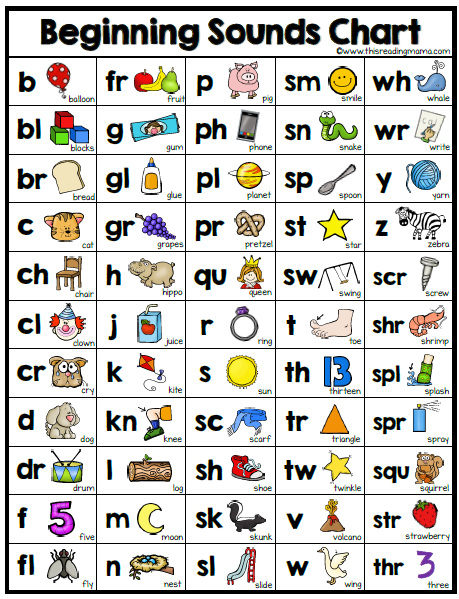 Beginning Sounds Chart
©www.thisreadingmama.com
b balloon fr fruit p pig sm smile wh whale
bl blocks g gum ph phone sn snake wr write
br bread gl glue pl planet sp spoon y yarn
c cat gr grapes pr pretzel st star z zebra
ch chair h hippo qu queen sw swing scr screw
cl clown j juice r ring t toe shr shrimp
cr cry k kite s sun th 13 thirteen spl splash
d dog kn knee sc scarf tr triangle spr spray
dr drum l log sh shoe tw twinkle squ squirrel
f 5 five m moon sk skunk v volcano str strawberry
fl fly n nest sl slide w wing thr 3 three